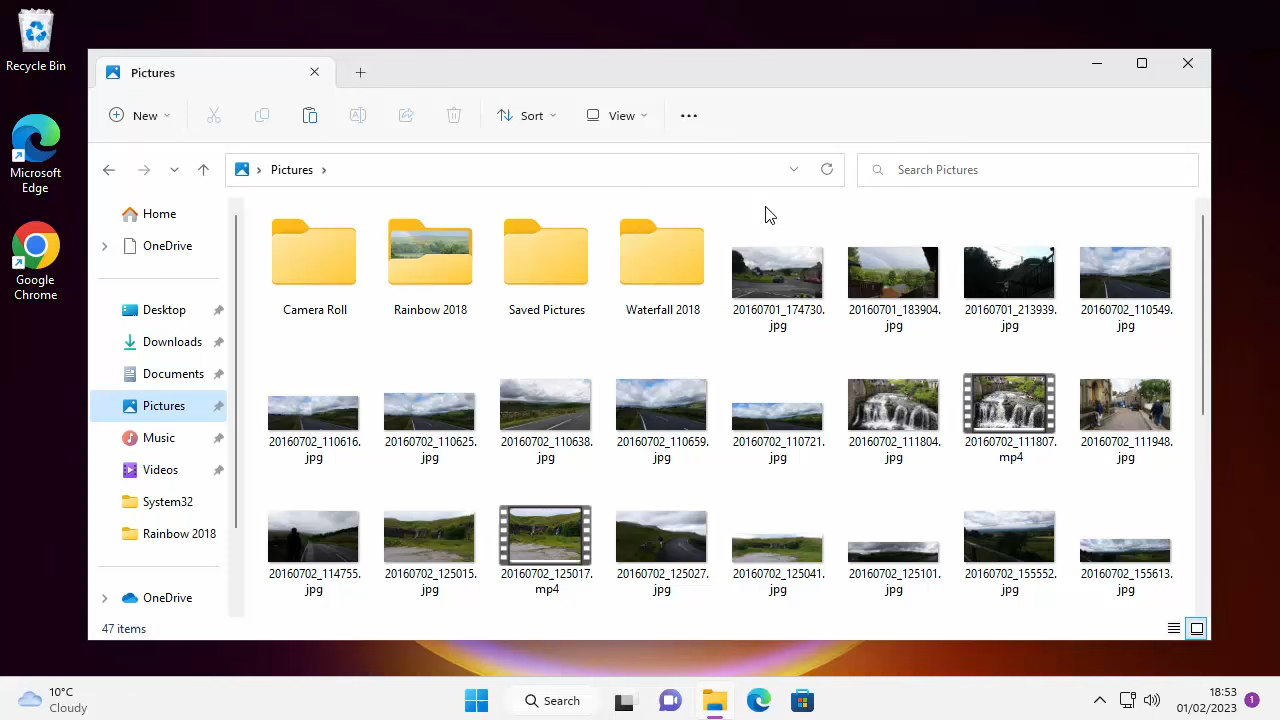 Recycle Bin
Microsoft
Edge
Google
Chrome
Pictures
New
Sort
View
Pictures
Search Pictures
Home
OneDrive
Desktop
Downloads
Documents
Pictures
Music
Videos
System32
Rainbow 2018
OneDrive
Camera Roll
Rainbow 2018
Saved Pictures
Waterfall 2018
20160701_174730.
jpg
20160701_183904.
jpg
20160701_213939.
jpg
20160702_110549.
jpg
20160702_110616.
jpg
20160702_110625.
jpg
20160702_110638.
jpg
20160702_110659.
jpg
20160702_110721.
jpg
20160702_111804.
jpg
20160702_111807.
mp4
20160702_111948.
jpg
20160702_114755.
jpg
20160702_125015.
jpg
20160702_125017.
mp4
20160702_125027.
jpg
20160702_125041.
jpg
20160702_125101.
jpg
20160702_155552.
jpg
20160702_155613.
jpg
47 items
10°C
Cloudy
Search
18:53
01/02/2023
1